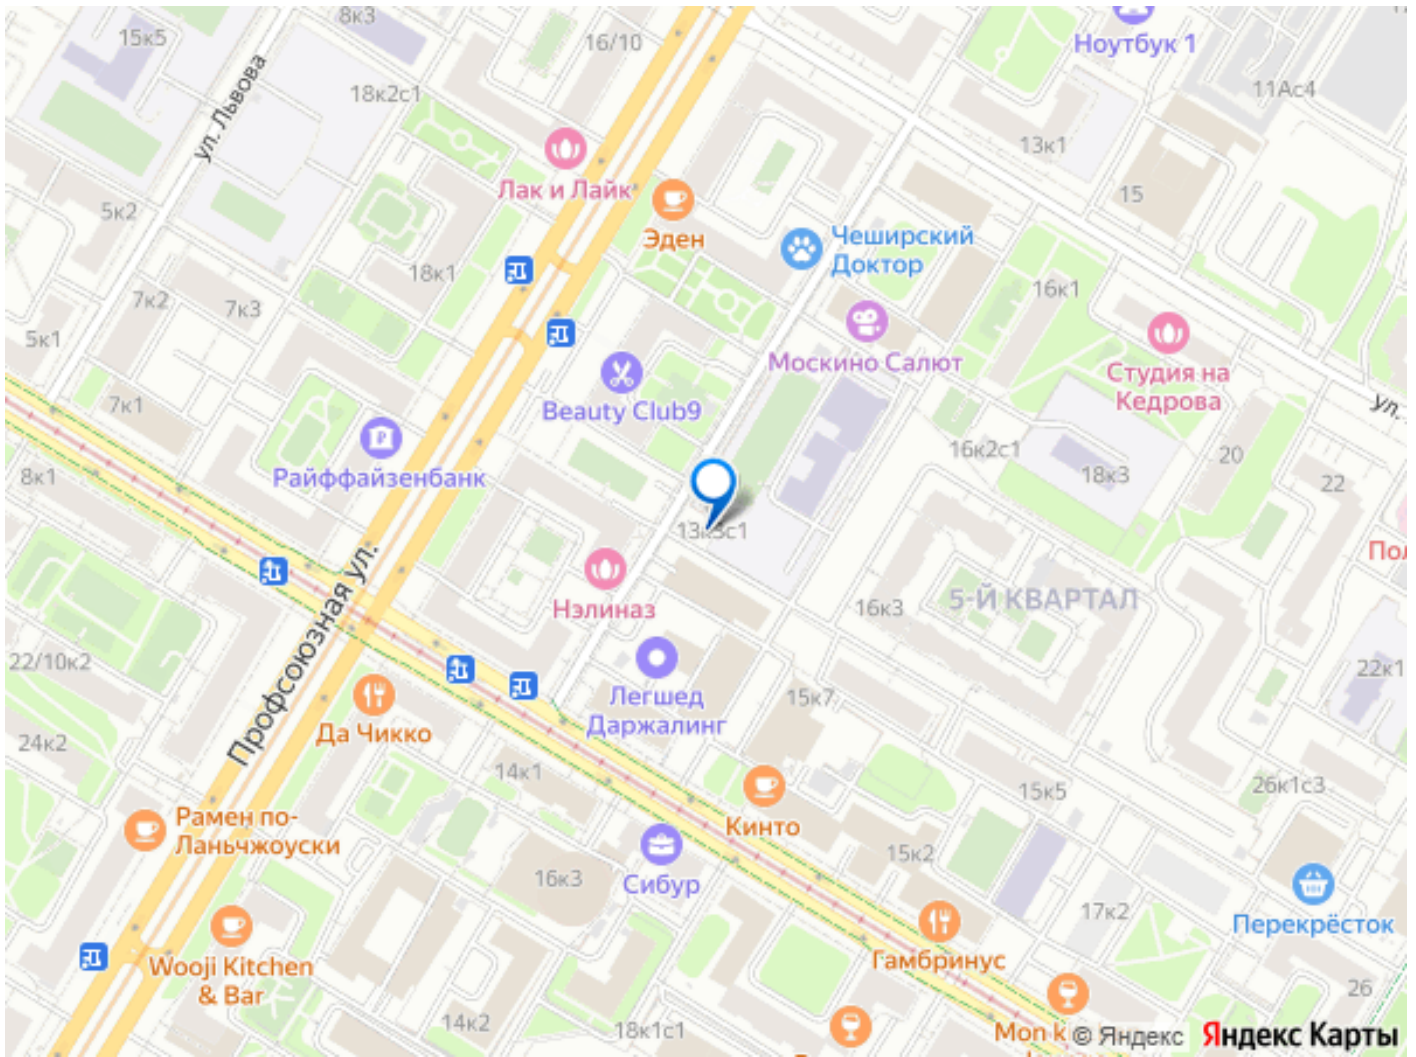 8к3
15к5
16/10
Ноутбук 1
ул. Львова
18к2с1
11Ас4
13к1
Лак и Лайк
15
5к2
Эден
Чеширский
Доктор
18к1
16к1
7к2
7к3
5к1
Москино Салют
Студия на
Кедрова
Beauty Club9
7к1
ул.
Райффайзенбанк
8к1
16к2с1
18к3
20
22
13к3с1
Пол
Профсоюзная ул.
Нэлиназ
16к3
5-Й КВАРТАЛ
22/10к2
22к1
Легшед
Даржалинг
15к7
Да Чикко
24к2
14к1
15к5
26к1с3
Рамен по-
Ланьчжоуски
Кинто
15к2
Сибур
16к3
17к2
Перекрёсток
Wooji Kitchen
& Bar
Гамбринус
26
14к2
18к1с1
Mon k
© Яндекс Яндекс Карты